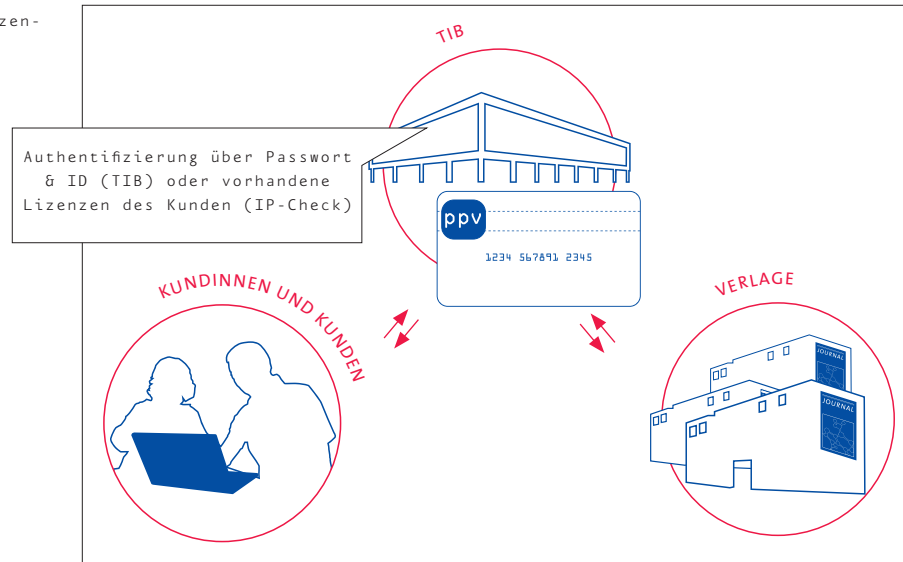 zen-
TIB
Authentifizierung über Passwort
& ID (TIB) oder vorhandene
Lizenzen des Kunden (IP-Check)
ppv
1234 567891 2345
KUNDINNEN UND KUNDEN
VERLAGE
JOURNAL
JOURNAL